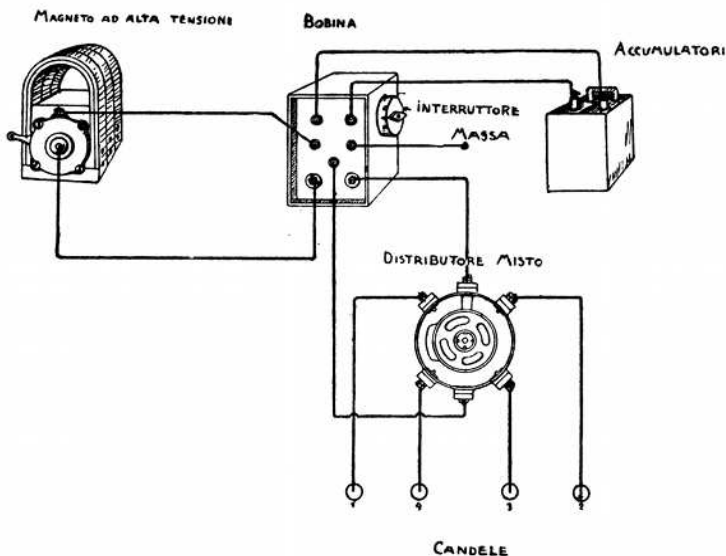 MAGNETO AD ALTA TENSIONE
BOBINA
ACCUMULATORI
INTERRUTTORE
MASSA
DISTRIBUTORE MISTO
1 4 3 2
CANDELE